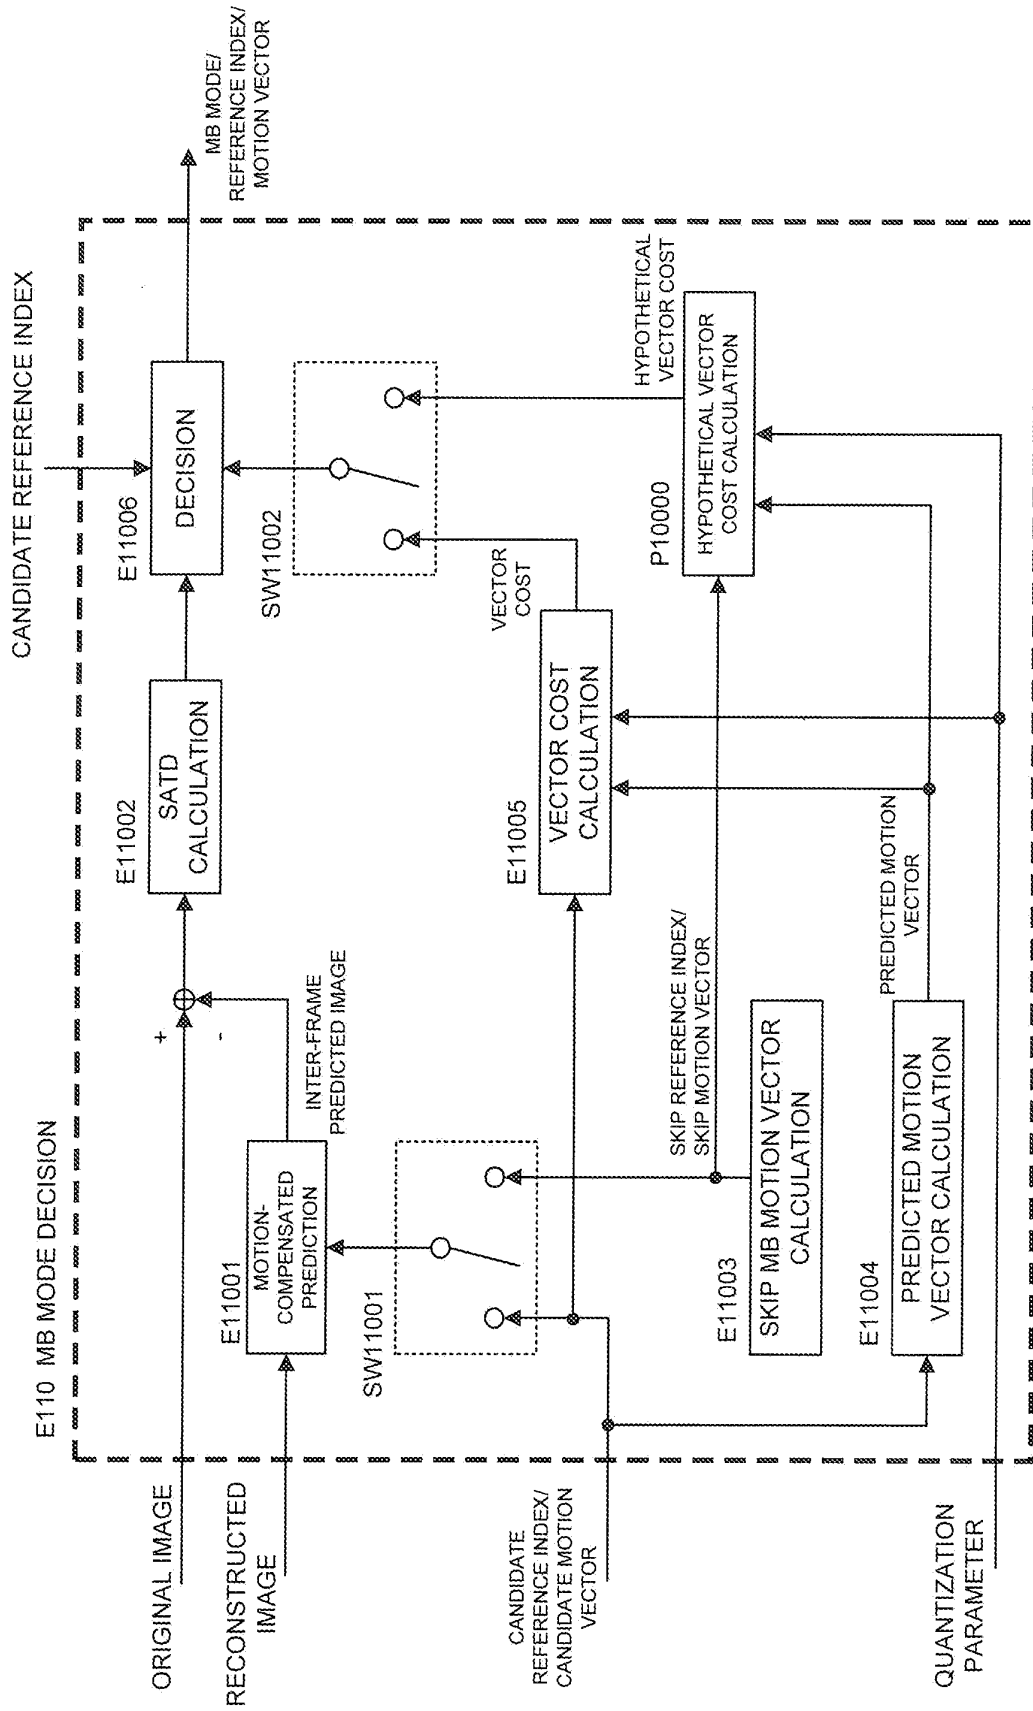 CANDIDATE REFERENCE INDEX
E110 MB MODE DECISION
ORIGINAL IMAGE
+
-
E11002
SATD
CALCULATION
E11006
DECISION
MB MODE/
REFERENCE INDEX/
MOTION VECTOR
RECONSTRUCTED
IMAGE
E11001
MOTION-
COMPENSATED
PREDICTION
INTER-FRAME
PREDICTED IMAGE
SW11002
SW11001
VECTOR
COST
HYPOTHETICAL
VECTOR COST
CANDIDATE
REFERENCE INDEX/
CANDIDATE MOTION
VECTOR
E11005
VECTOR COST
CALCULATION
P10000
HYPOTHETICAL VECTOR
COST CALCULATION
SKIP REFERENCE INDEX/
SKIP MOTION VECTOR
E11003
SKIP MB MOTION VECTOR
CALCULATION
E11004
PREDICTED MOTION
VECTOR CALCULATION
PREDICTED MOTION
VECTOR
QUANTIZATION
PARAMETER